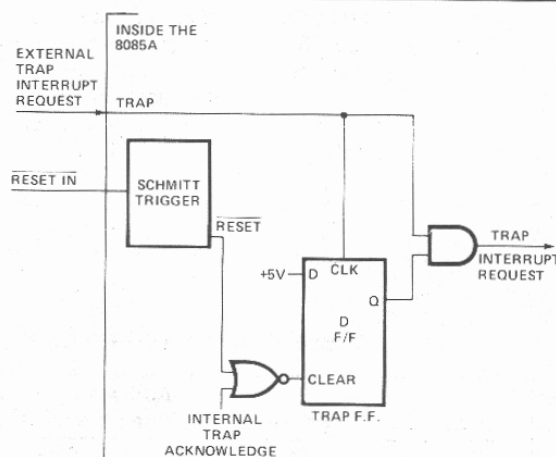 INSIDE THE
8085A
EXTERNAL
TRAP
INTERRUPT
REQUEST
TRAP
RESET IN
SCHMITT
TRIGGER
RESET
+5V
D
CLK
Q
D
F/F
CLEAR
TRAP F.F.
TRAP
INTERRUPT
REQUEST
INTERNAL
TRAP
ACKNOWLEDGE